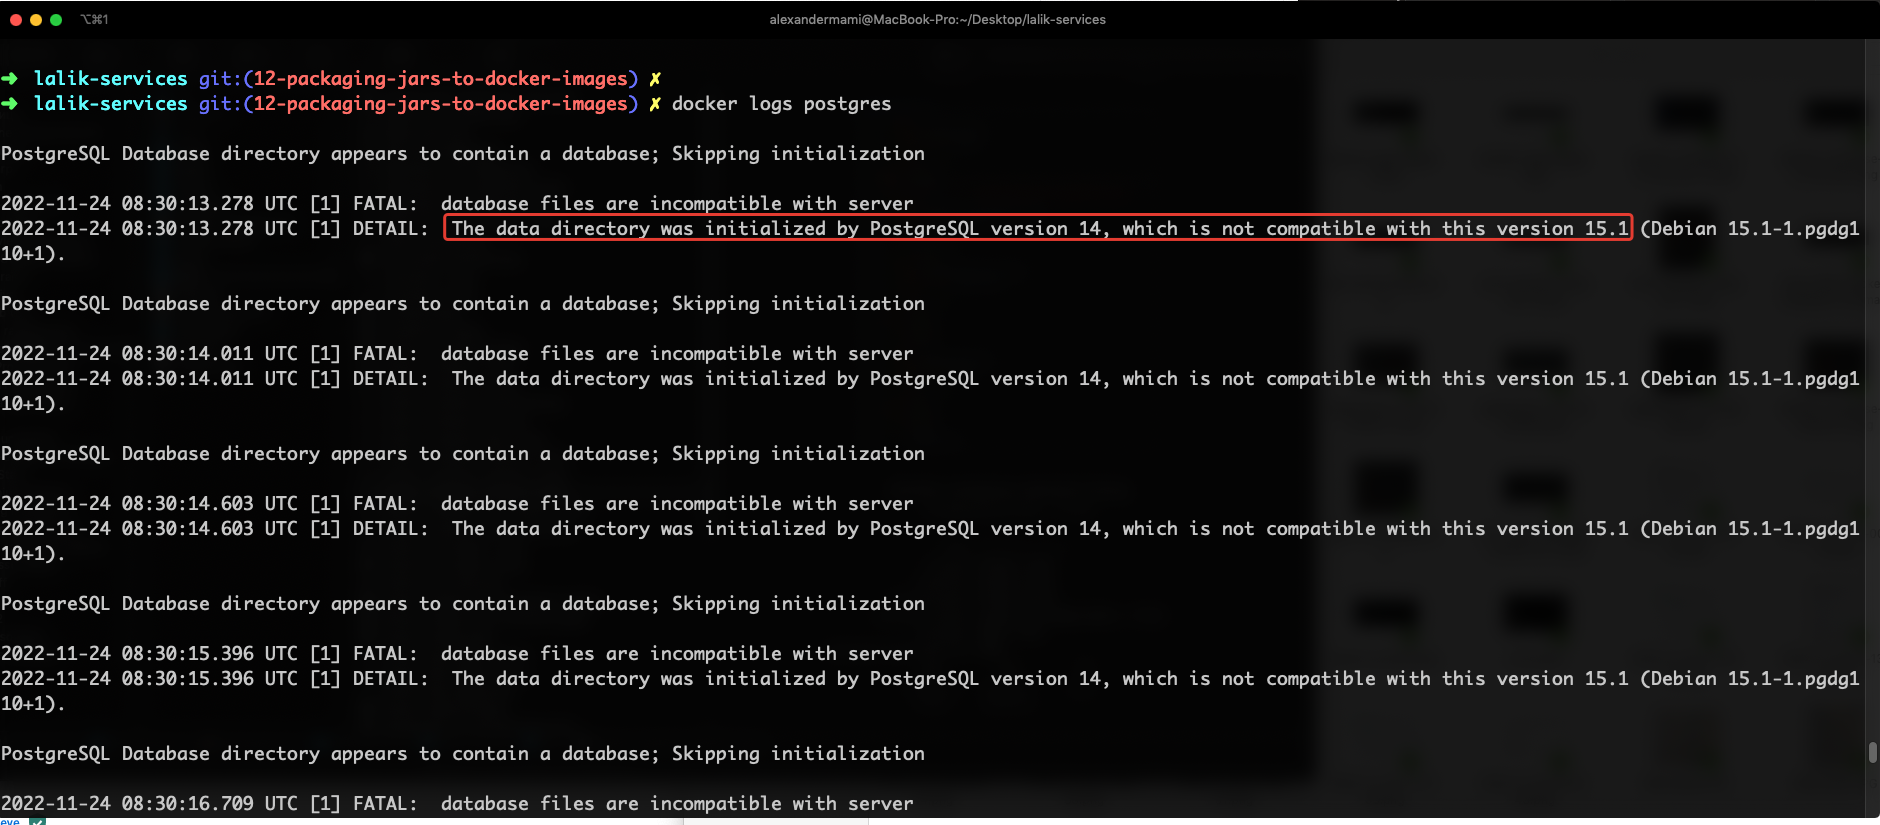 ⌥⌘1
alexandermami@MacBook-Pro:~/Desktop/lalik-services
➜ lalik-services git:(12-packaging-jars-to-docker-images) ✗
➜ lalik-services git:(12-packaging-jars-to-docker-images) ✗ docker logs postgres
PostgreSQL Database directory appears to contain a database; Skipping initialization
2022-11-24 08:30:13.278 UTC [1] FATAL:  database files are incompatible with server
2022-11-24 08:30:13.278 UTC [1] DETAIL:  The data directory was initialized by PostgreSQL version 14, which is not compatible with this version 15.1 (Debian 15.1-1.pgdg1
10+1).
PostgreSQL Database directory appears to contain a database; Skipping initialization
2022-11-24 08:30:14.011 UTC [1] FATAL:  database files are incompatible with server
2022-11-24 08:30:14.011 UTC [1] DETAIL:  The data directory was initialized by PostgreSQL version 14, which is not compatible with this version 15.1 (Debian 15.1-1.pgdg1
10+1).
PostgreSQL Database directory appears to contain a database; Skipping initialization
2022-11-24 08:30:14.603 UTC [1] FATAL:  database files are incompatible with server
2022-11-24 08:30:14.603 UTC [1] DETAIL:  The data directory was initialized by PostgreSQL version 14, which is not compatible with this version 15.1 (Debian 15.1-1.pgdg1
10+1).
PostgreSQL Database directory appears to contain a database; Skipping initialization
2022-11-24 08:30:15.396 UTC [1] FATAL:  database files are incompatible with server
2022-11-24 08:30:15.396 UTC [1] DETAIL:  The data directory was initialized by PostgreSQL version 14, which is not compatible with this version 15.1 (Debian 15.1-1.pgdg1
10+1).
PostgreSQL Database directory appears to contain a database; Skipping initialization
2022-11-24 08:30:16.709 UTC [1] FATAL:  database files are incompatible with server